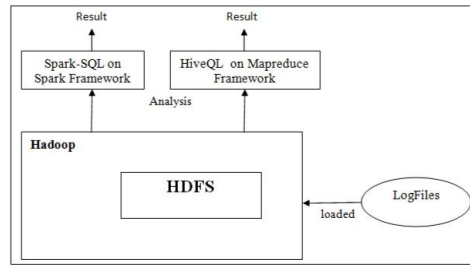 Result
Result
Spark-SQL on
Spark Framework
HiveQL on Mapreduce
Framework
Analysis
Hadoop
HDFS
LogFiles
loaded